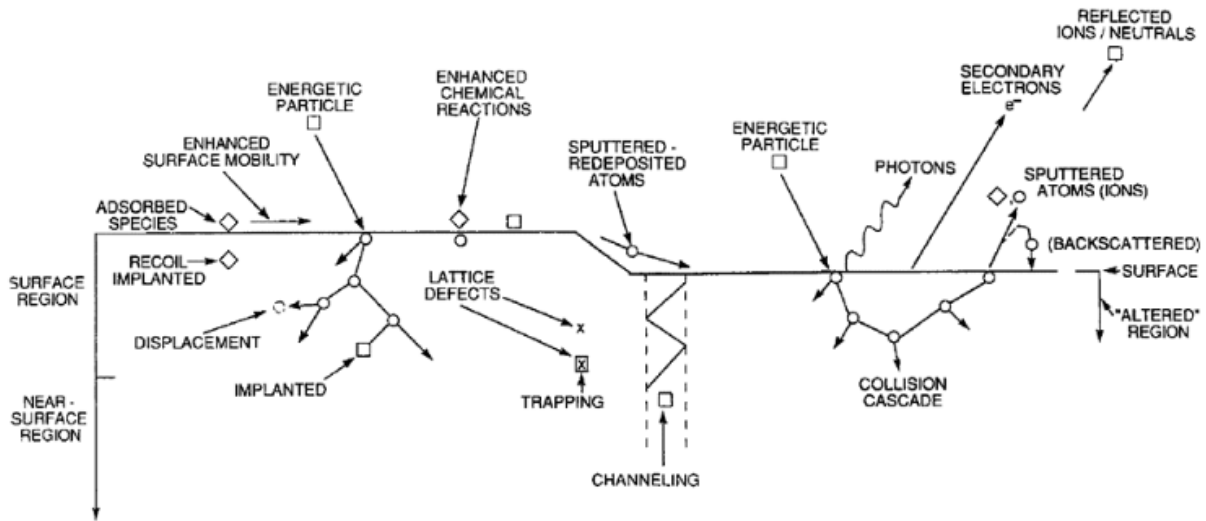 REFLECTED
IONS / NEUTRALS
ENERGETIC
PARTICLE
ENHANCED
CHEMICAL
REACTIONS
SECONDARY
ELECTRONS
e⁻
ENHANCED
SURFACE MOBILITY
SPUTTERED -
REDEPOSITED
ATOMS
ENERGETIC
PARTICLE
PHOTONS
SPUTTERED
ATOMS (IONS)
ADSORBED
SPECIES
(BACKSCATTERED)
RECOIL
IMPLANTED
SURFACE
SURFACE
REGION
LATTICE
DEFECTS
x
"ALTERED"
REGION
DISPLACEMENT
X
IMPLANTED
TRAPPING
COLLISION
CASCADE
NEAR -
SURFACE
REGION
CHANNELING